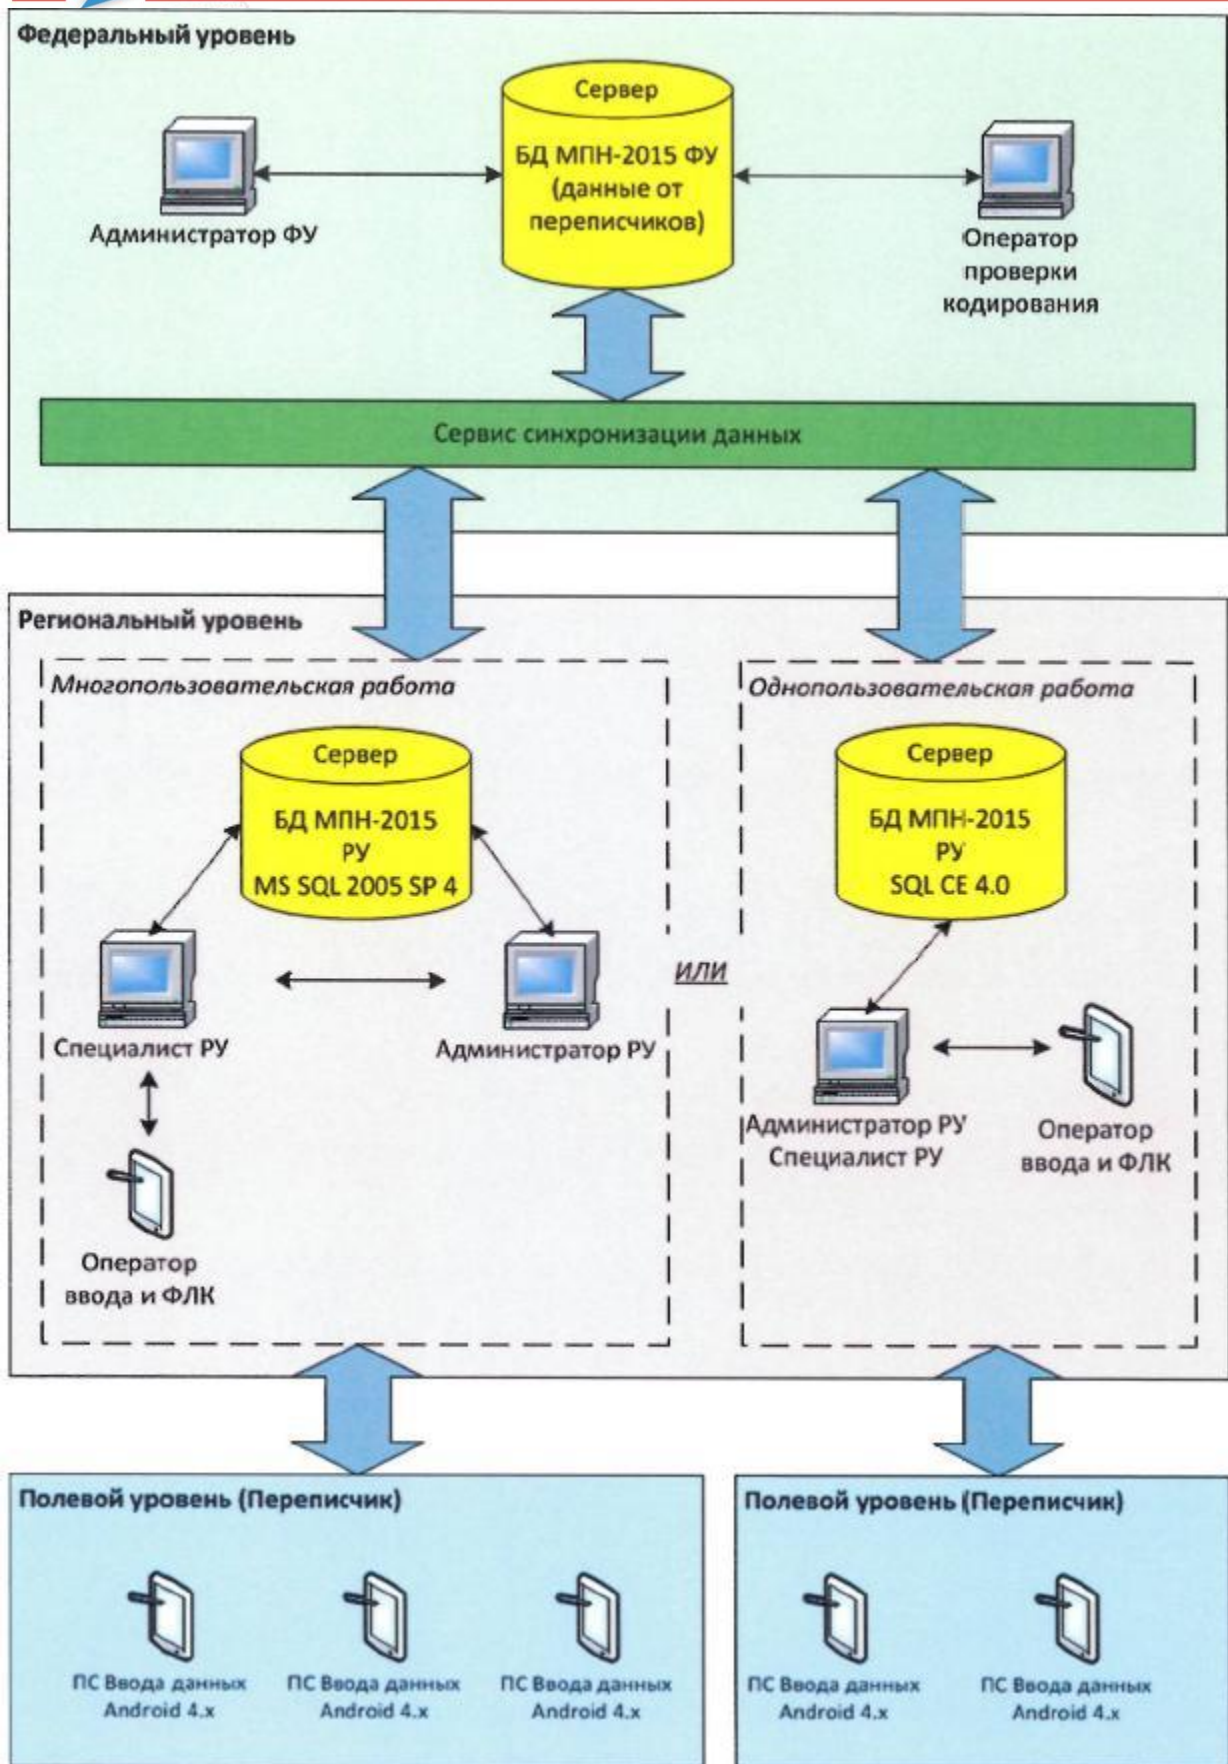 Федеральный уровень
Сервер
БД МПН-2015 ФУ
(данные от
переписчиков)
Администратор ФУ
Оператор
проверки
кодирования
Сервис синхронизации данных
Региональный уровень
Многопользовательская работа
Сервер
БД МПН-2015
РУ
MS SQL 2005 SP 4
Специалист РУ
Администратор РУ
Оператор
ввода и ФЛК
ИЛИ
Однопользовательская работа
Сервер
БД МПН-2015
РУ
SQL CE 4.0
Администратор РУ
Специалист РУ
Оператор
ввода и ФЛК
Полевой уровень (Переписчик)
ПС Ввода данных
Android 4.x
ПС Ввода данных
Android 4.x
ПС Ввода данных
Android 4.x
Полевой уровень (Переписчик)
ПС Ввода данных
Android 4.x
ПС Ввода данных
Android 4.x